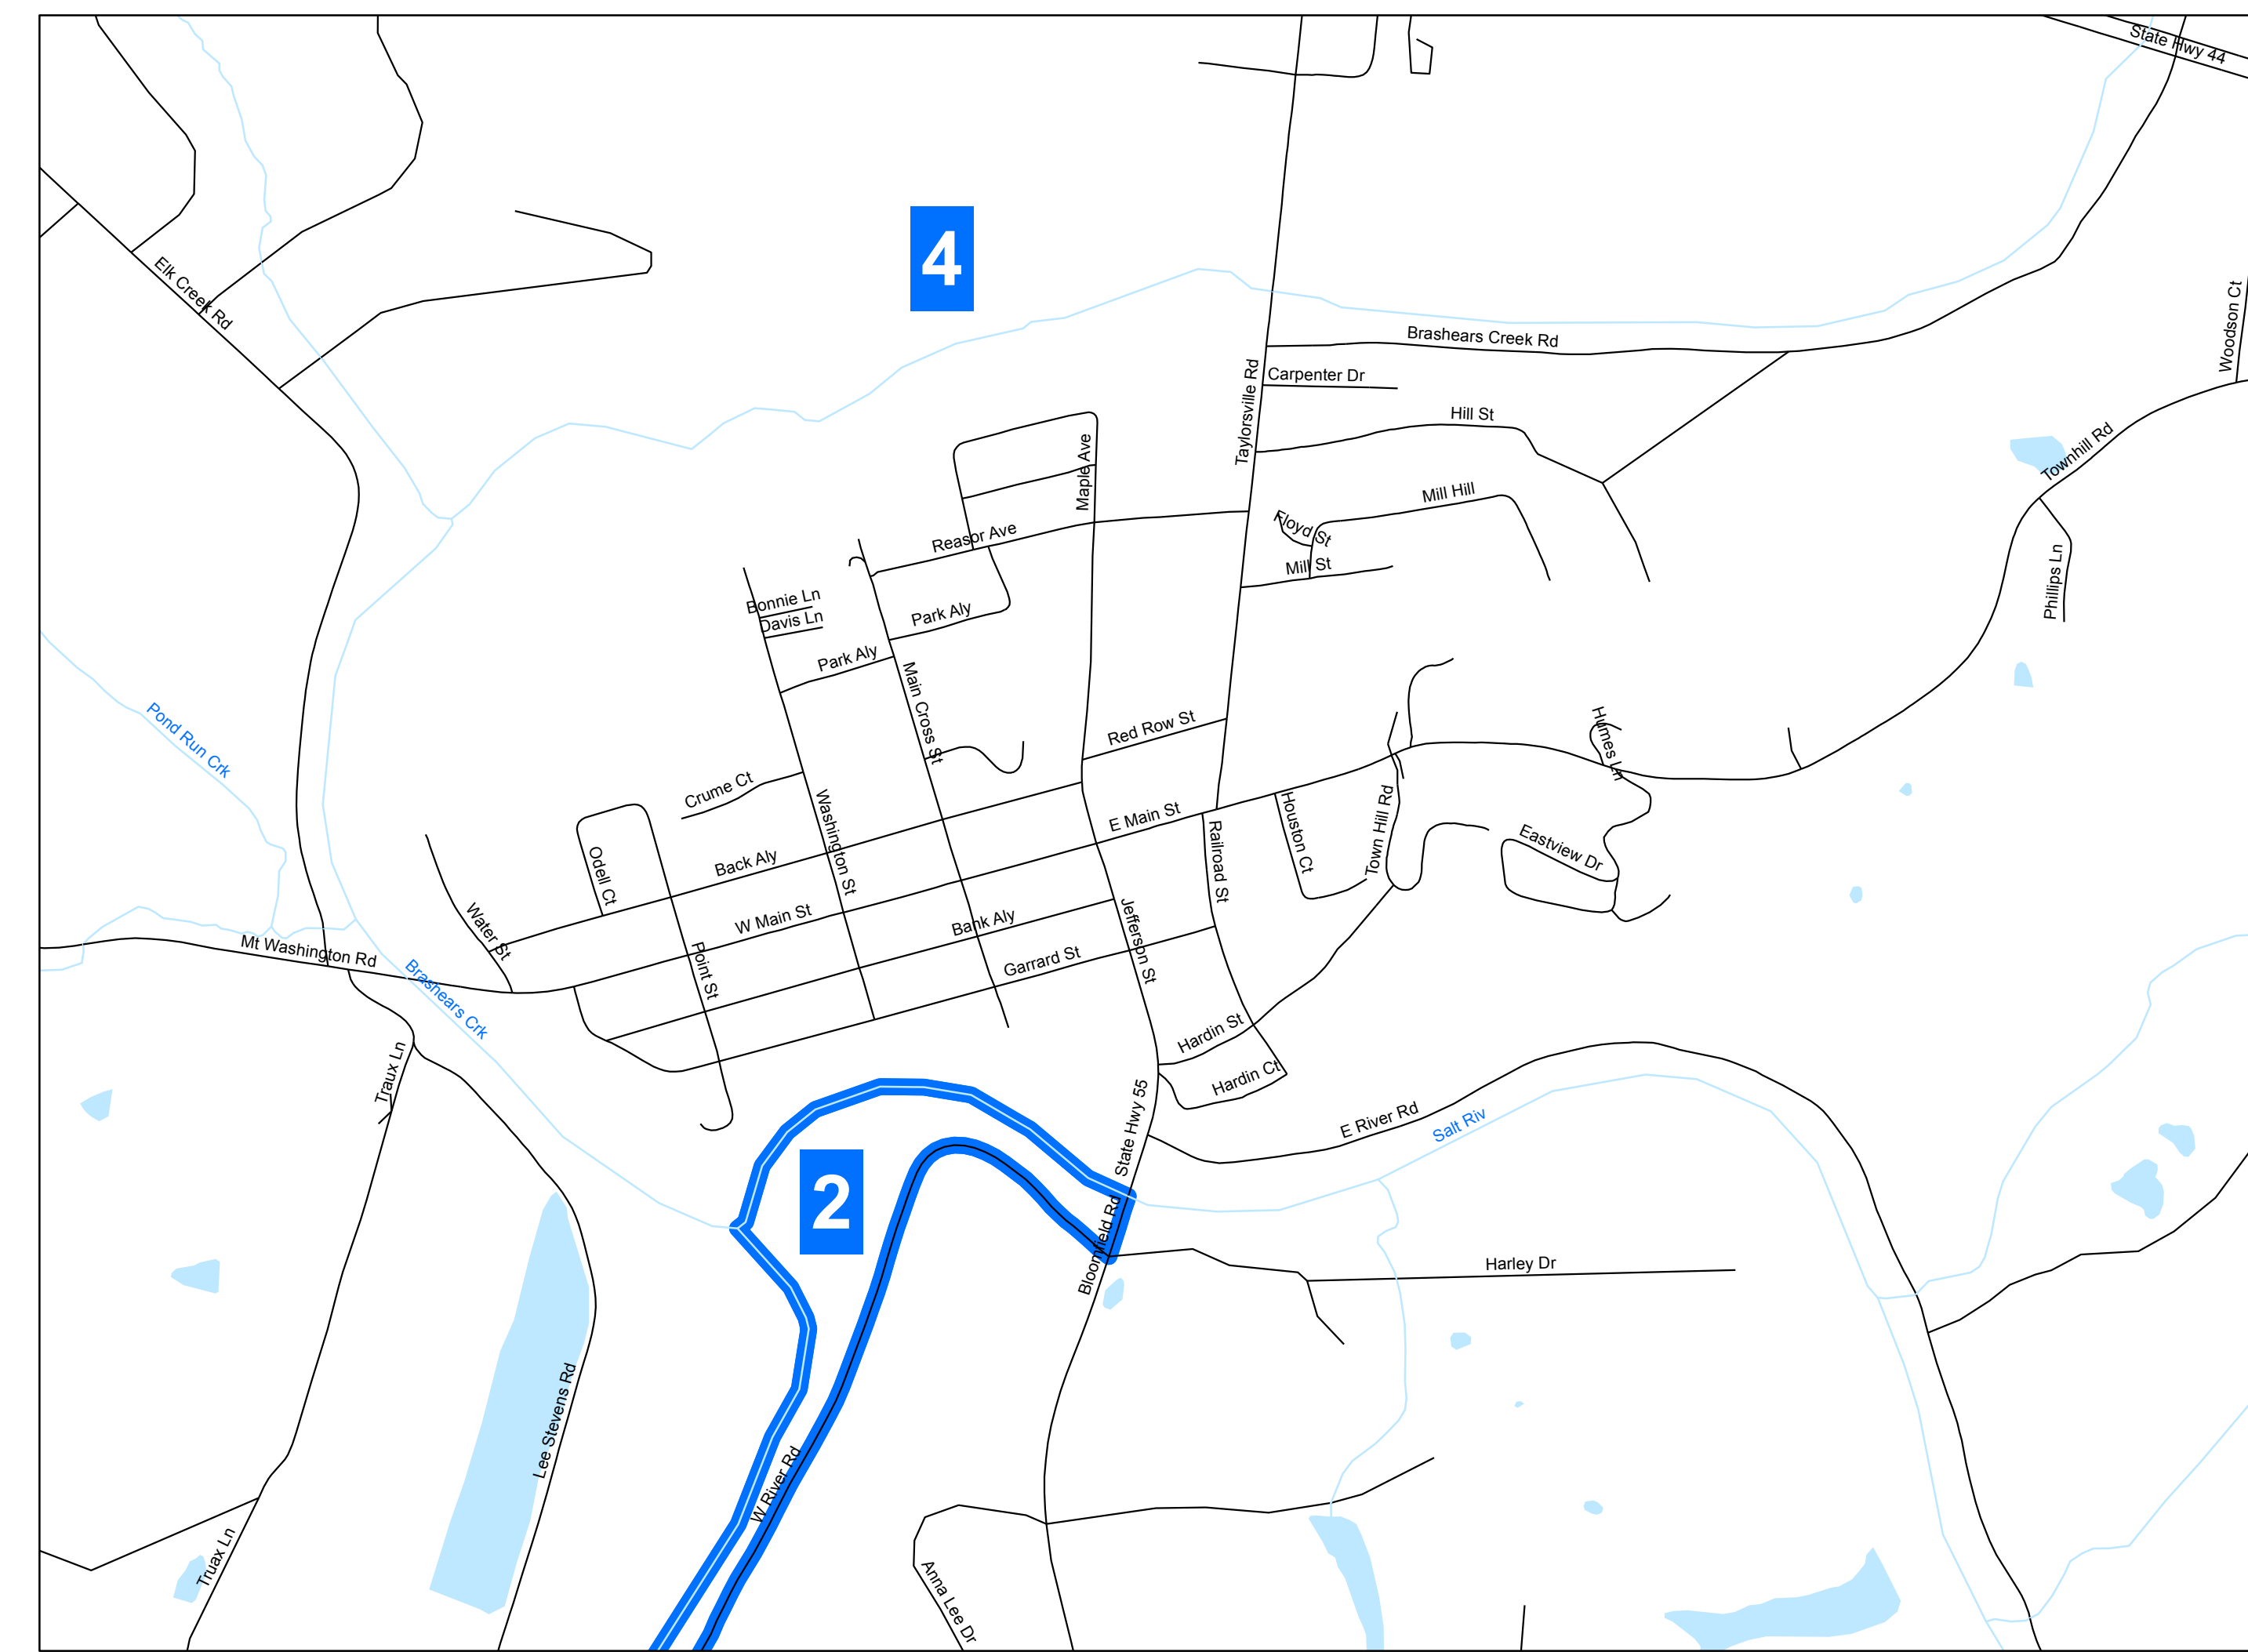 State Hwy 44
4
Elk Creek Rd
Woodson Ct
Brashears Creek Rd
Carpenter Dr
Taylorsville Rd
Hill St
Townhill Rd
Maple Ave
Mill Hill
Floyd St
Reasor Ave
Mill St
Phillips Ln
Bonnie Ln
Davis Ln
Park Aly
Park Aly
Main Cross St
Pond Run Crk
Red Row St
Humes Ln
Crume Ct
Washington St
E Main St
Houston Ct
Town Hill Rd
Railroad St
Eastview Dr
Odell Ct
Back Aly
W Main St
Bank Aly
Jefferson St
Water St
Mt Washington Rd
Point St
Garrard St
Brashears Crk
Hardin St
Traux Ln
Hardin Ct
State Hwy 55
E River Rd
Salt Riv
2
Bloomfield Rd
Harley Dr
Lee Stevens Rd
W River Rd
Truax Ln
Anna Lee Dr